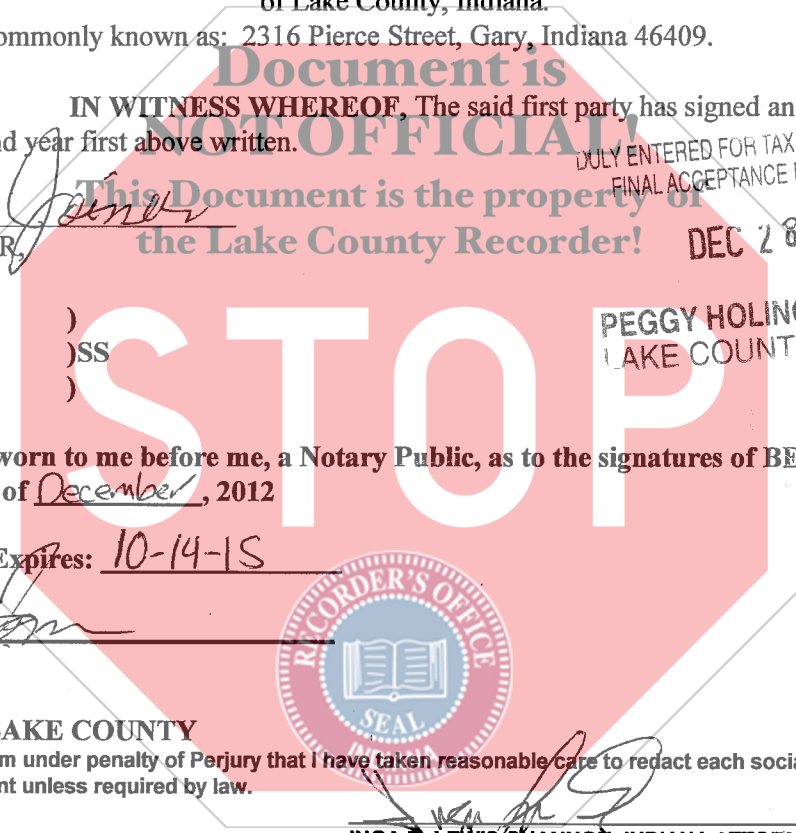 of Lake County, Indiana.
ommonly known as: 2316 Pierce Street, Gary, Indiana 46409.
Document is
IN WITNESS WHEREOF, The said first party has signed an
NOT OFFICIAL!
d year first above written.
DULY ENTERED FOR TAX
FINAL ACCEPTANCE
This Document is the property of
Joiner
R,
the Lake County Recorder!
DEC 28
)
)SS
)
PEGGY HOLING
LAKE COUNT
STOP
worn to me before me, a Notary Public, as to the signatures of BE
of December, 2012
Expires: 10-14-15
RECORDER'S OFFICE
SEAL
INDIANA
LAKE COUNTY
m under penalty of Perjury that I have taken reasonable care to redact each socia
nt unless required by law.